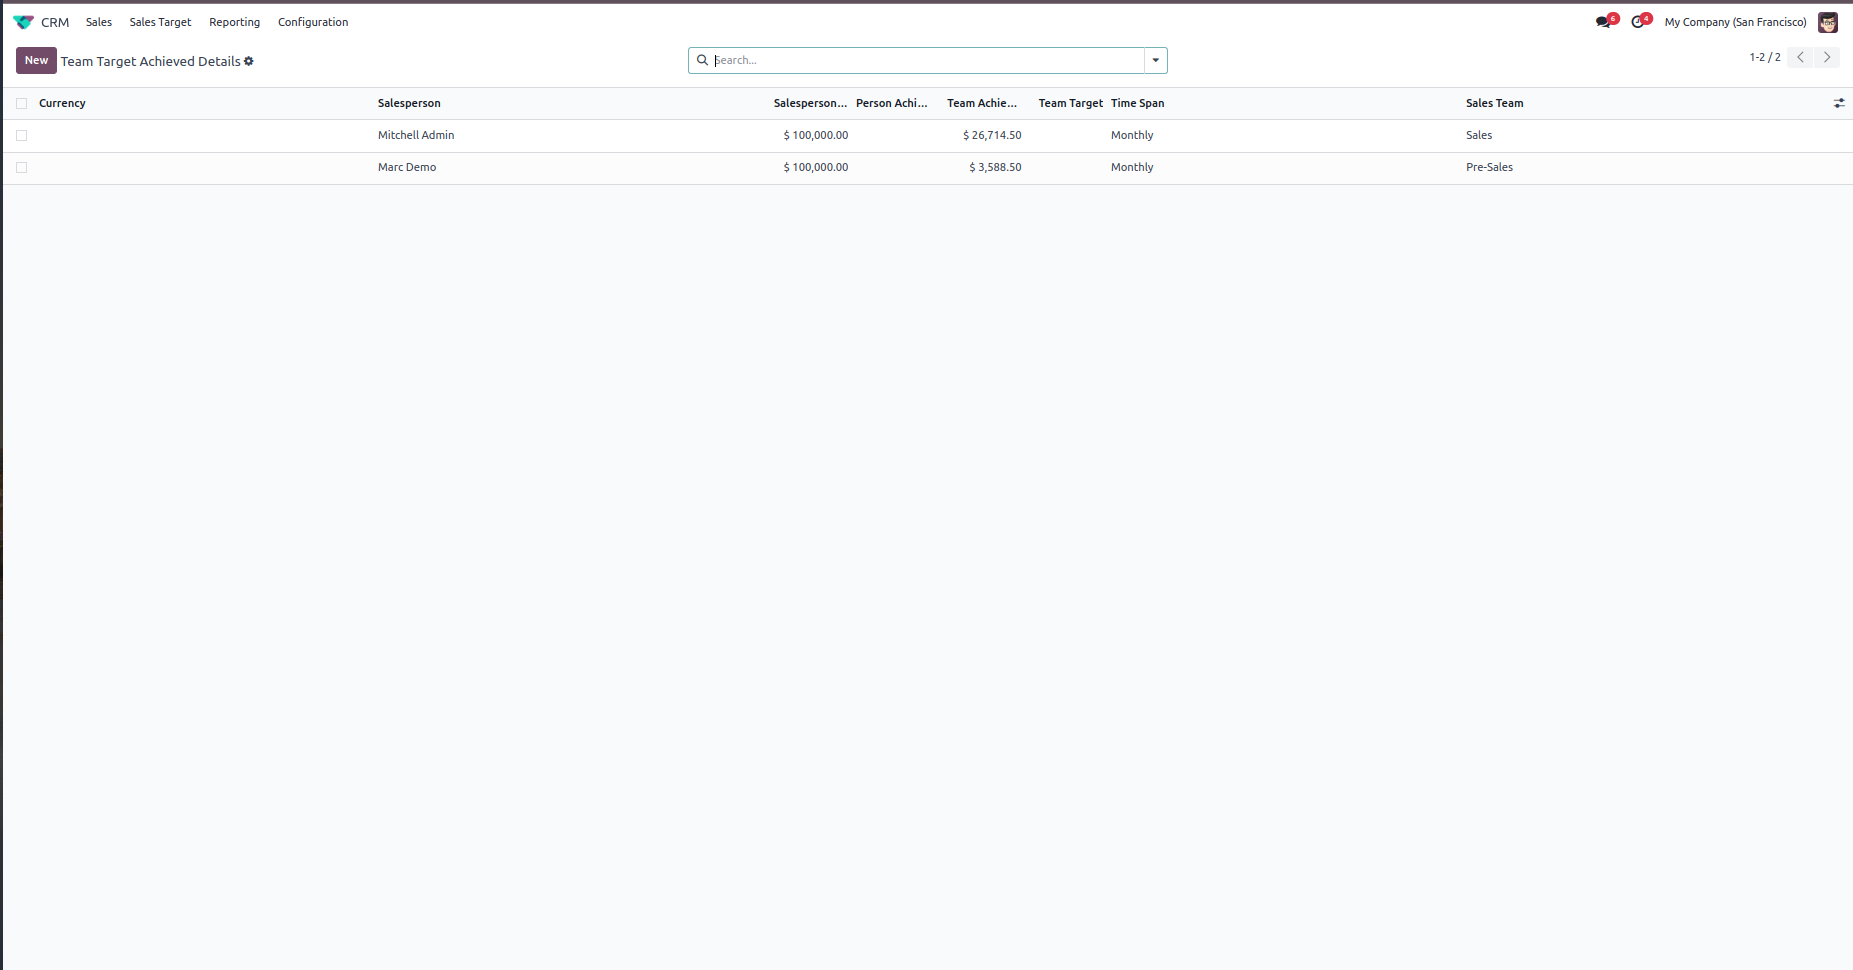 CRM Sales Sales Target Reporting Configuration 6 4 My Company (San Francisco)
New Team Target Achieved Details Search... 1-2 / 2
Currency Salesperson Salesperson... Person Achi... Team Achie... Team Target Time Span Sales Team
Mitchell Admin $ 100,000.00 $ 26,714.50 Monthly Sales
Marc Demo $ 100,000.00 $ 3,588.50 Monthly Pre-Sales